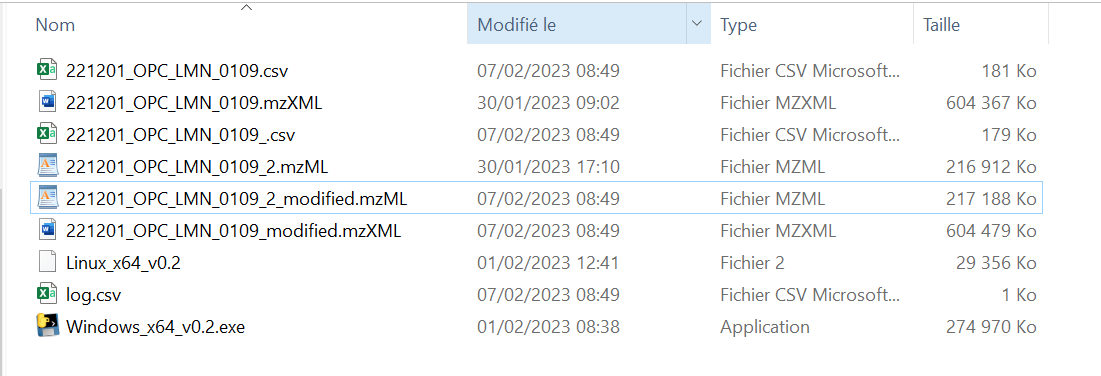 Nom Modifié le Type Taille
221201_OPC_LMN_0109.csv 07/02/2023 08:49 Fichier CSV Microsoft... 181 Ko
221201_OPC_LMN_0109.mzXML 30/01/2023 09:02 Fichier MZXML 604 367 Ko
221201_OPC_LMN_0109_.csv 07/02/2023 08:49 Fichier CSV Microsoft... 179 Ko
221201_OPC_LMN_0109_2.mzML 30/01/2023 17:10 Fichier MZML 216 912 Ko
221201_OPC_LMN_0109_2_modified.mzML 07/02/2023 08:49 Fichier MZML 217 188 Ko
221201_OPC_LMN_0109_modified.mzXML 07/02/2023 08:49 Fichier MZXML 604 479 Ko
Linux_x64_v0.2 01/02/2023 12:41 Fichier 2 29 356 Ko
log.csv 07/02/2023 08:49 Fichier CSV Microsoft... 1 Ko
Windows_x64_v0.2.exe 01/02/2023 08:38 Application 274 970 Ko